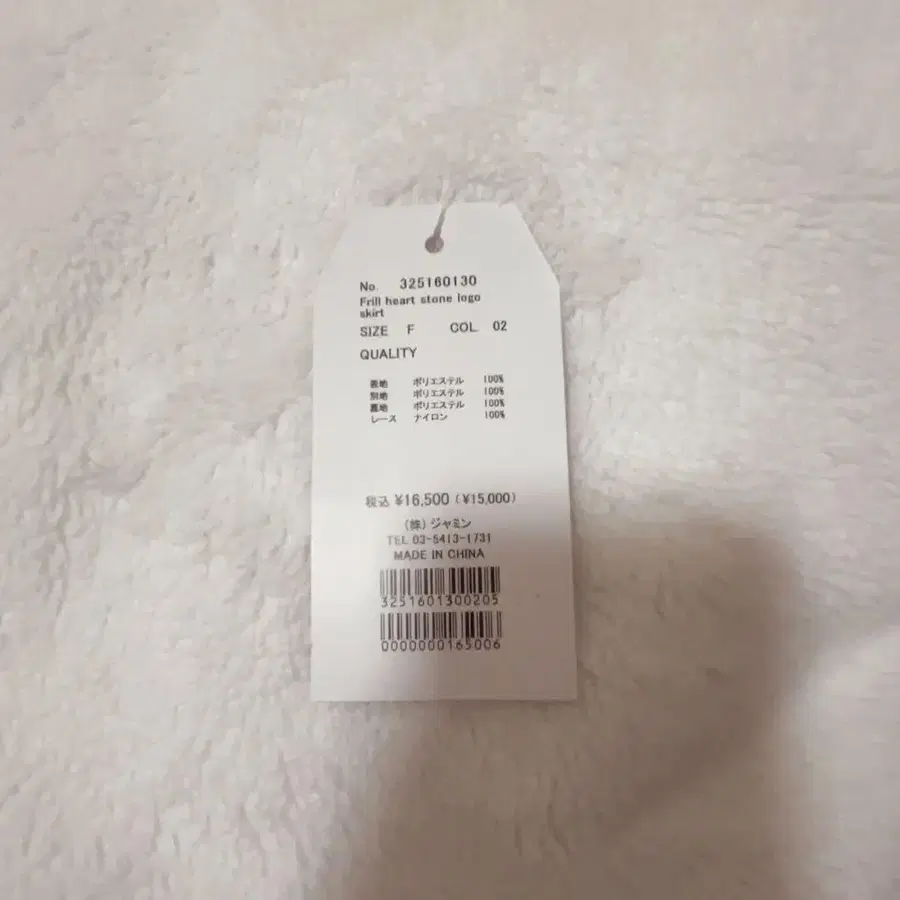 No. 325160130
Frill heart stone logo
skirt
SIZE F COL. 02
QUALITY
表地 ポリエステル 100%
別地 ポリエステル 100%
裏地 ポリエステル 100%
レース ナイロン 100%
税込 ¥16,500 (¥15,000)
(株)ジャミン
TEL 03-5413-1731
MADE IN CHINA
3251601300205
0000000165006